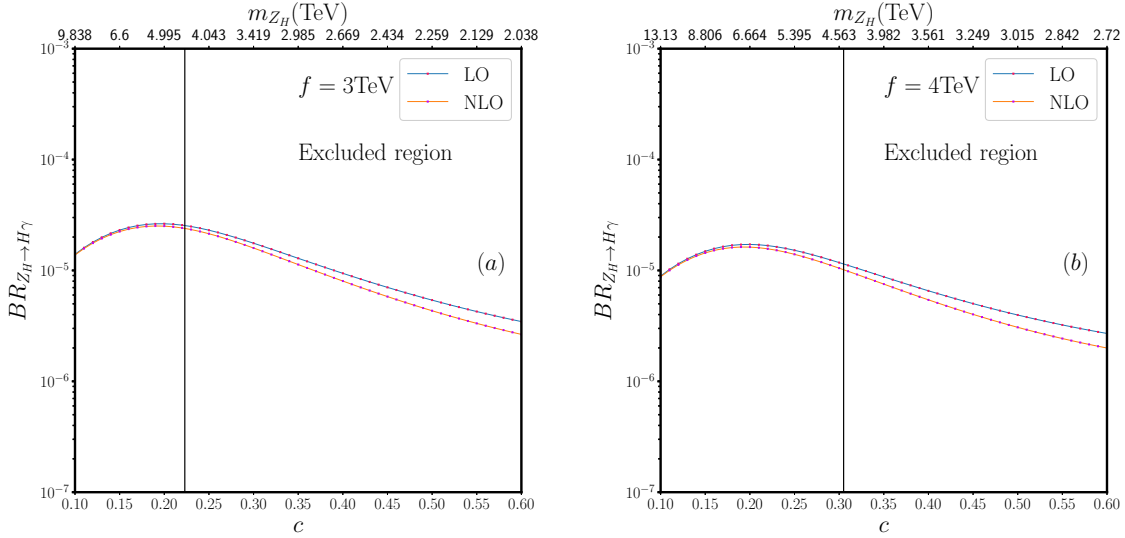 m_{Z_H}(TeV)
9.838 6.6 4.995 4.043 3.419 2.985 2.669 2.434 2.259 2.129 2.038
10^{-3}
LO
NLO
f = 3TeV
Excluded region
10^{-4}
(a)
10^{-5}
10^{-6}
10^{-7}
BR_{Z_H→Hγ}
0.10 0.15 0.20 0.25 0.30 0.35 0.40 0.45 0.50 0.55 0.60
c
m_{Z_H}(TeV)
13.13 8.806 6.664 5.395 4.563 3.982 3.561 3.249 3.015 2.842 2.72
10^{-3}
LO
NLO
f = 4TeV
Excluded region
10^{-4}
(b)
10^{-5}
10^{-6}
10^{-7}
BR_{Z_H→Hγ}
0.10 0.15 0.20 0.25 0.30 0.35 0.40 0.45 0.50 0.55 0.60
c